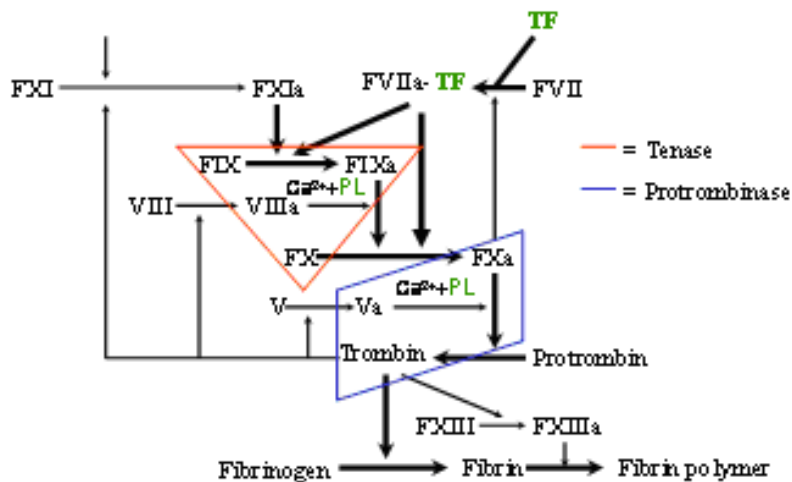 TF
FXI FXIa FVIIa- TF FVII
FIX FIXa = Tenase
Ca²⁺+PL
VIII VIIIa = Protrombinase
FX FXa
Ca²⁺+PL
V Va
Trombin Protrombin
FXIII FXIIIa
Fibrinogen Fibrin Fibrin polymer